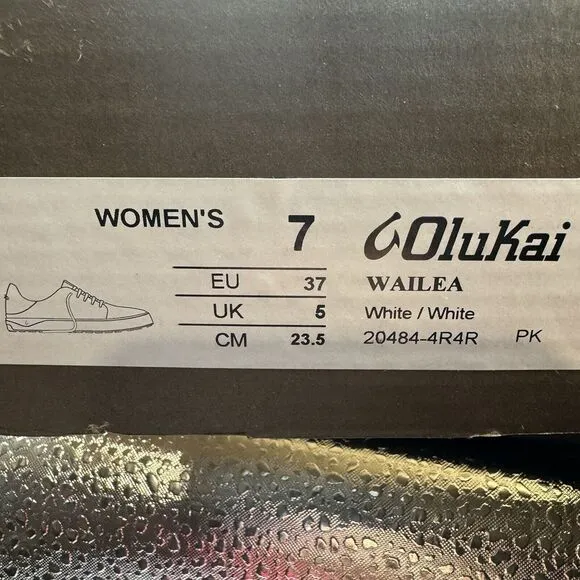 WOMEN'S 7
EU 37
UK 5
CM 23.5
OluKai
WAILEA
White / White
20484-4R4R PK